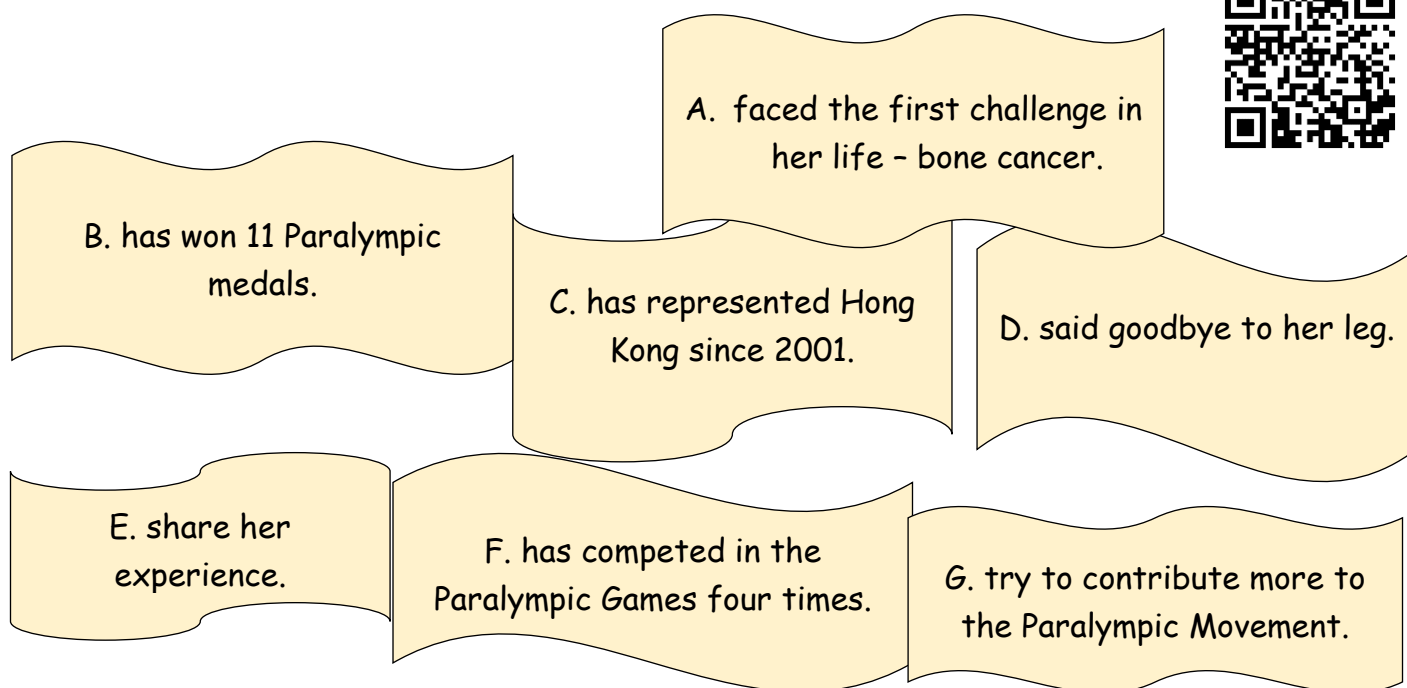 A. faced the first challenge in
her life – bone cancer.
B. has won 11 Paralympic
medals.
C. has represented Hong
Kong since 2001.
D. said goodbye to her leg.
E. share her
experience.
F. has competed in the
Paralympic Games four times.
G. try to contribute more to
the Paralympic Movement.